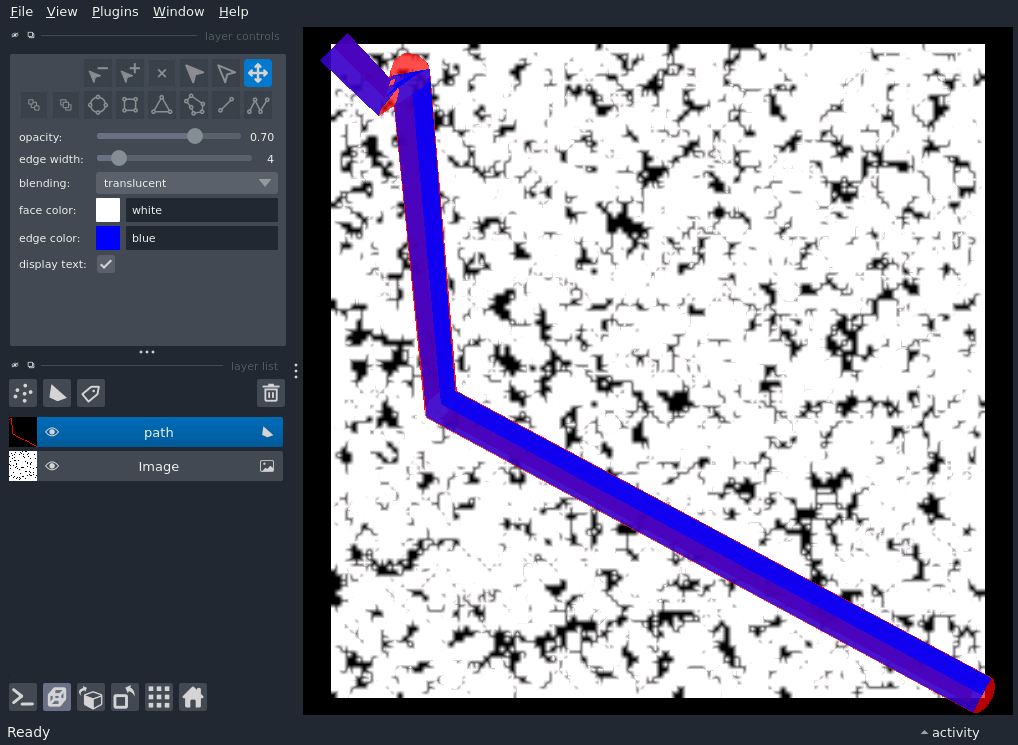 File View Plugins Window Help
layer controls
opacity: 0.70
edge width: 4
blending: translucent
face color: white
edge color: blue
display text:
layer list
path
Image
Ready activity